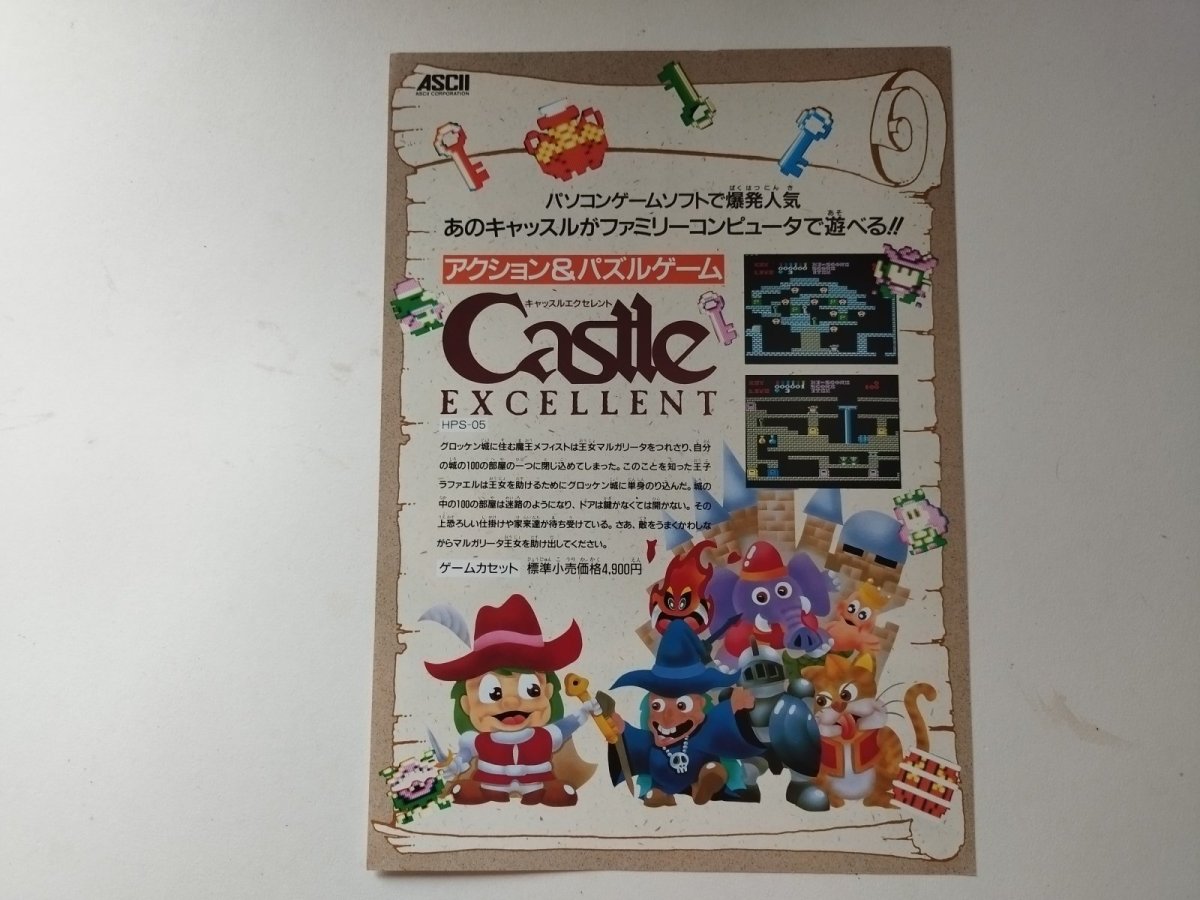 ASCII
ASCII CORPORATION
パソコンゲームソフトで爆発人気
あのキャッスルがファミリーコンピュータで遊べる!!
アクション&パズルゲーム
キャッスルエクセレント
Castle
EXCELLENT
HPS-05
グロッケン城に住む魔王メフィストは王女マルガリータをつれさり、自分
の城の100の部屋の一つに閉じ込めてしまった。このことを知った王子
ラファエルは王女を助けるためにグロッケン城に単身のり込んだ。城の
中の100の部屋は迷路のようになり、ドアは鍵がなくては開かない。その
上恐ろしい仕掛けや家来達が待ち受けている。さあ、敵をうまくかわしな
がらマルガリータ王女を助け出してください。
ゲームカセット 標準小売価格4,900円